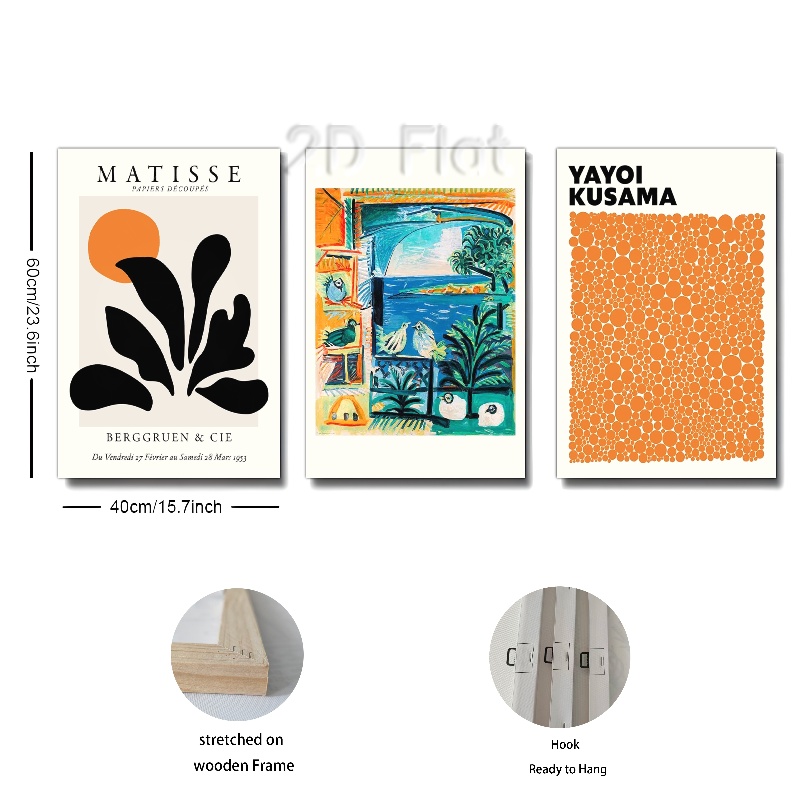 2D Flat
MATISSE
PAPIERS DÉCOUPÉS
BERGGRUEN & CIE
Du Vendredi 27 Février au Samedi 28 Mars 1953
YAYOI
KUSAMA
60cm/23.6inch
40cm/15.7inch
stretched on
wooden Frame
Hook
Ready to Hang